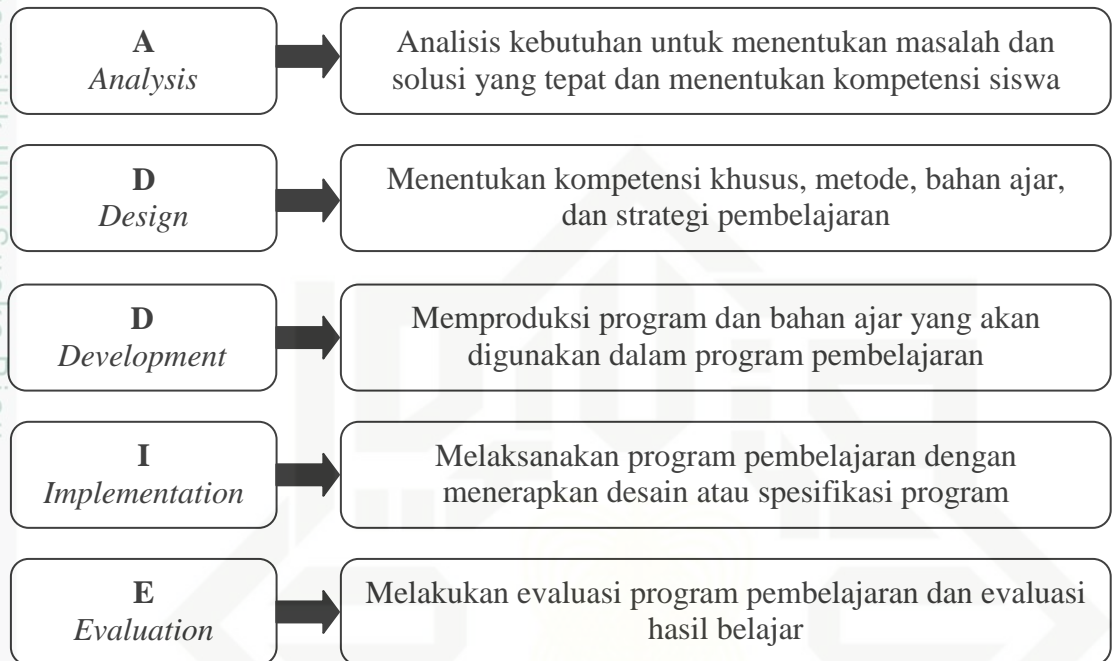 A
Analysis
Analisis kebutuhan untuk menentukan masalah dan
solusi yang tepat dan menentukan kompetensi siswa
D
Design
Menentukan kompetensi khusus, metode, bahan ajar,
dan strategi pembelajaran
D
Development
Memproduksi program dan bahan ajar yang akan
digunakan dalam program pembelajaran
I
Implementation
Melaksanakan program pembelajaran dengan
menerapkan desain atau spesifikasi program
E
Evaluation
Melakukan evaluasi program pembelajaran dan evaluasi
hasil belajar